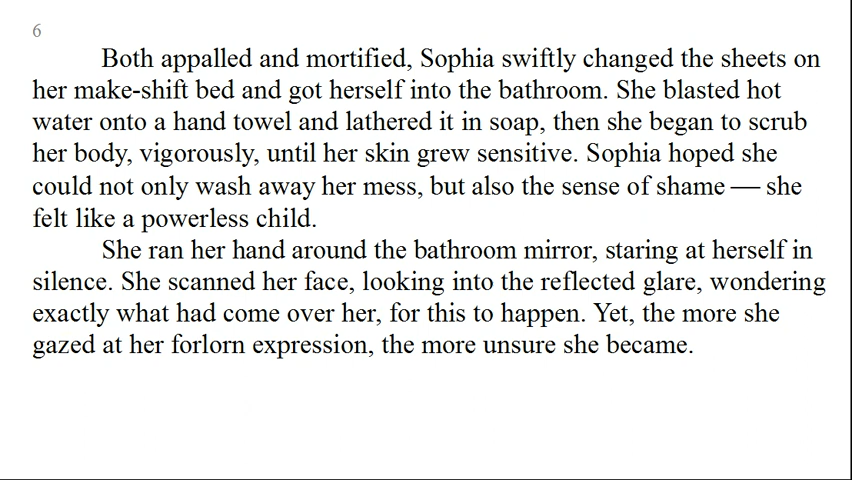 6
Both appalled and mortified, Sophia swiftly changed the sheets on
her make-shift bed and got herself into the bathroom. She blasted hot
water onto a hand towel and lathered it in soap, then she began to scrub
her body, vigorously, until her skin grew sensitive. Sophia hoped she
could not only wash away her mess, but also the sense of shame — she
felt like a powerless child.
She ran her hand around the bathroom mirror, staring at herself in
silence. She scanned her face, looking into the reflected glare, wondering
exactly what had come over her, for this to happen. Yet, the more she
gazed at her forlorn expression, the more unsure she became.